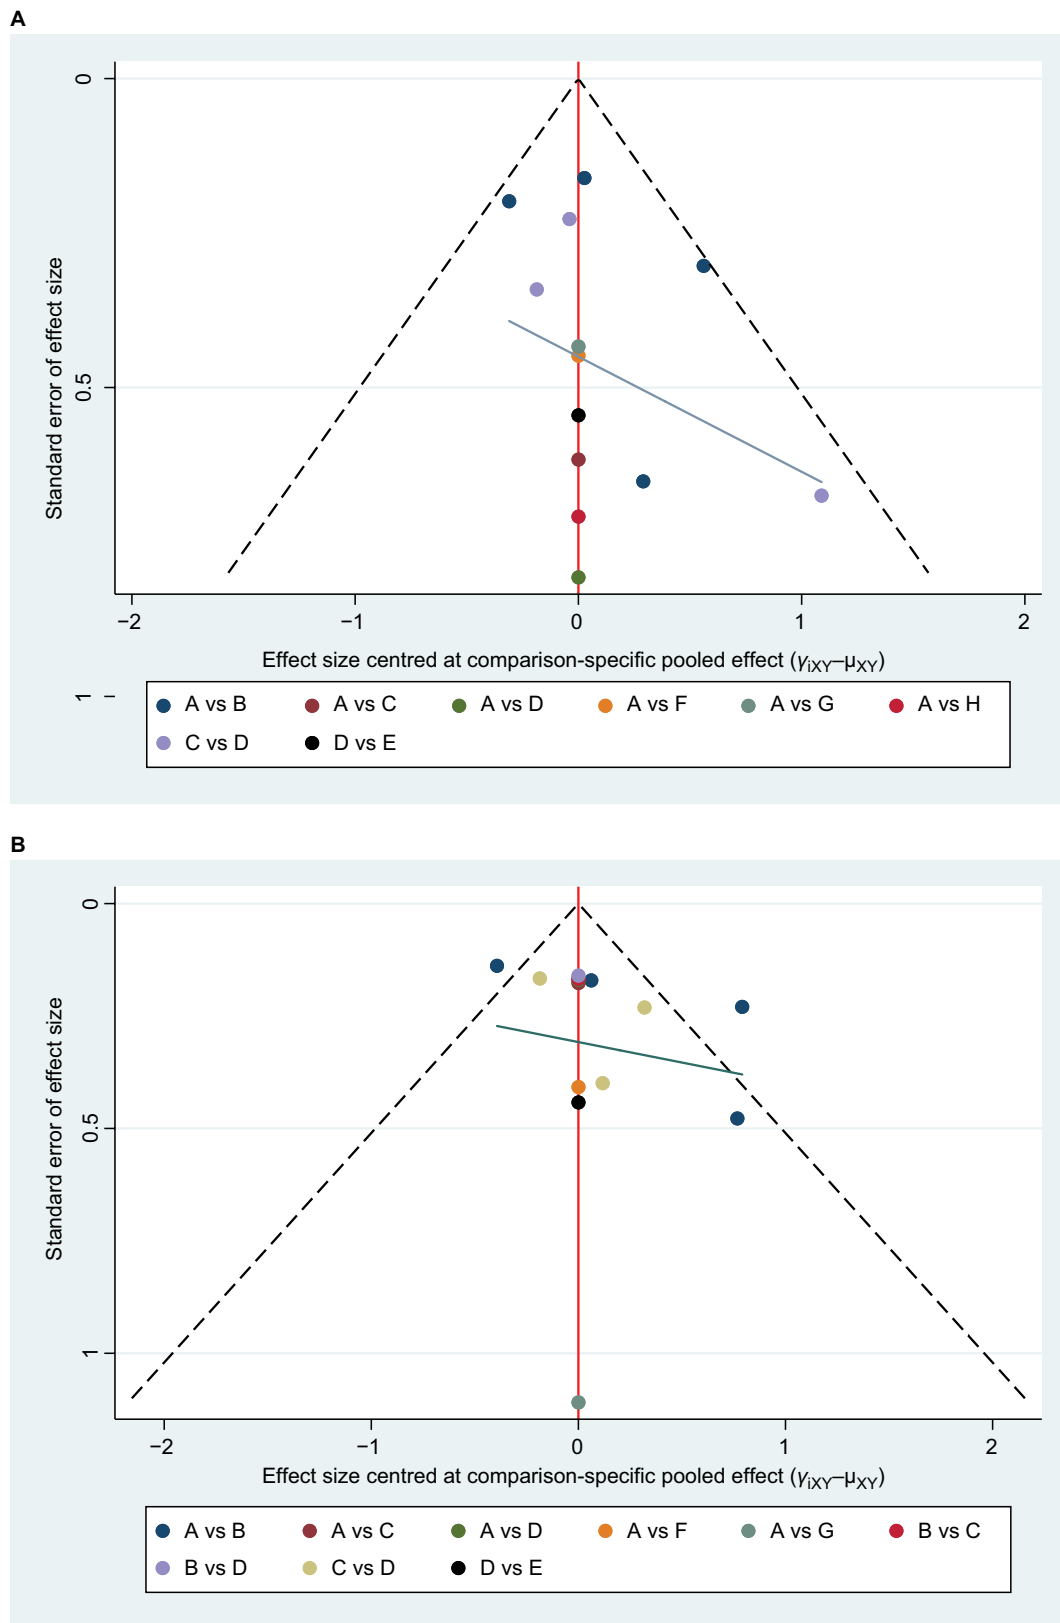 A
0
0.5
1
Standard error of effect size
−2 −1 0 1 2
Effect size centred at comparison-specific pooled effect (γiXY–μXY)
A vs B A vs C A vs D A vs F A vs G A vs H
C vs D D vs E
B
0
0.5
1
Standard error of effect size
−2 −1 0 1 2
Effect size centred at comparison-specific pooled effect (γiXY–μXY)
A vs B A vs C A vs D A vs F A vs G B vs C
B vs D C vs D D vs E